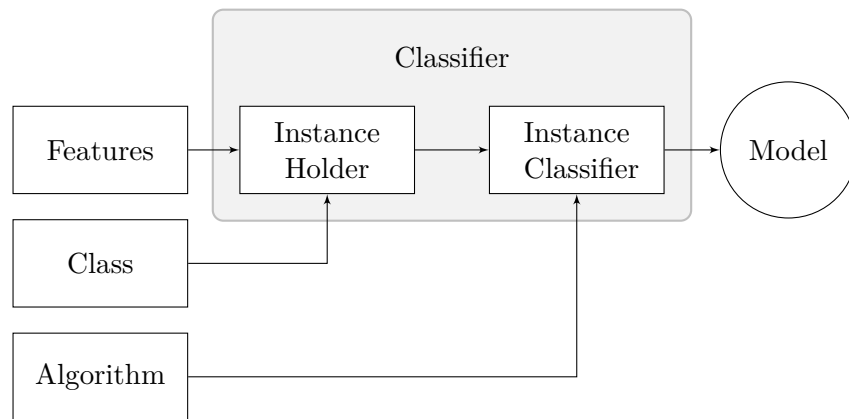 Classifier
Features
Instance
Holder
Instance
Classifier
Model
Class
Algorithm